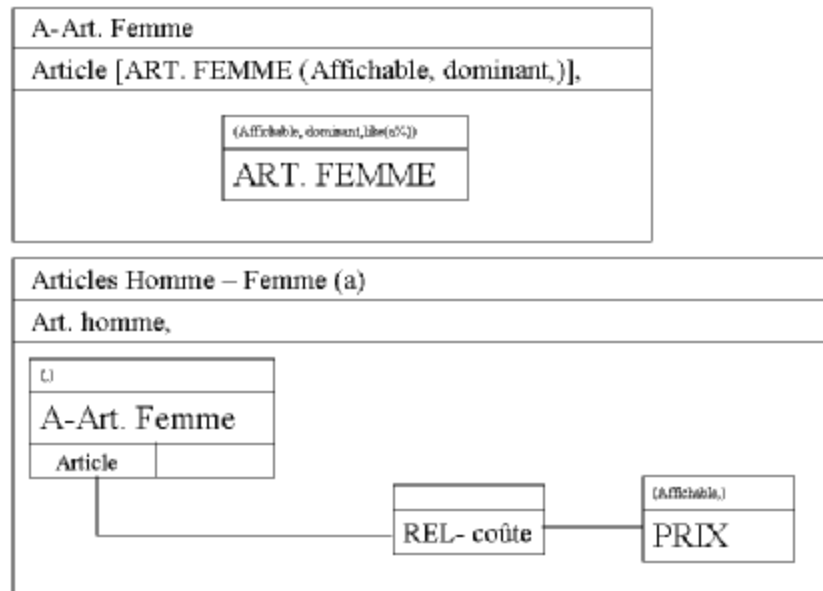 A-Art. Femme
Article [ART. FEMME (Affichable, dominant,)],
(Affichable, dominant,like(a%))
ART. FEMME
Articles Homme – Femme (a)
Art. homme,
(,)
A-Art. Femme
Article
REL- coûte
(Affichable,)
PRIX